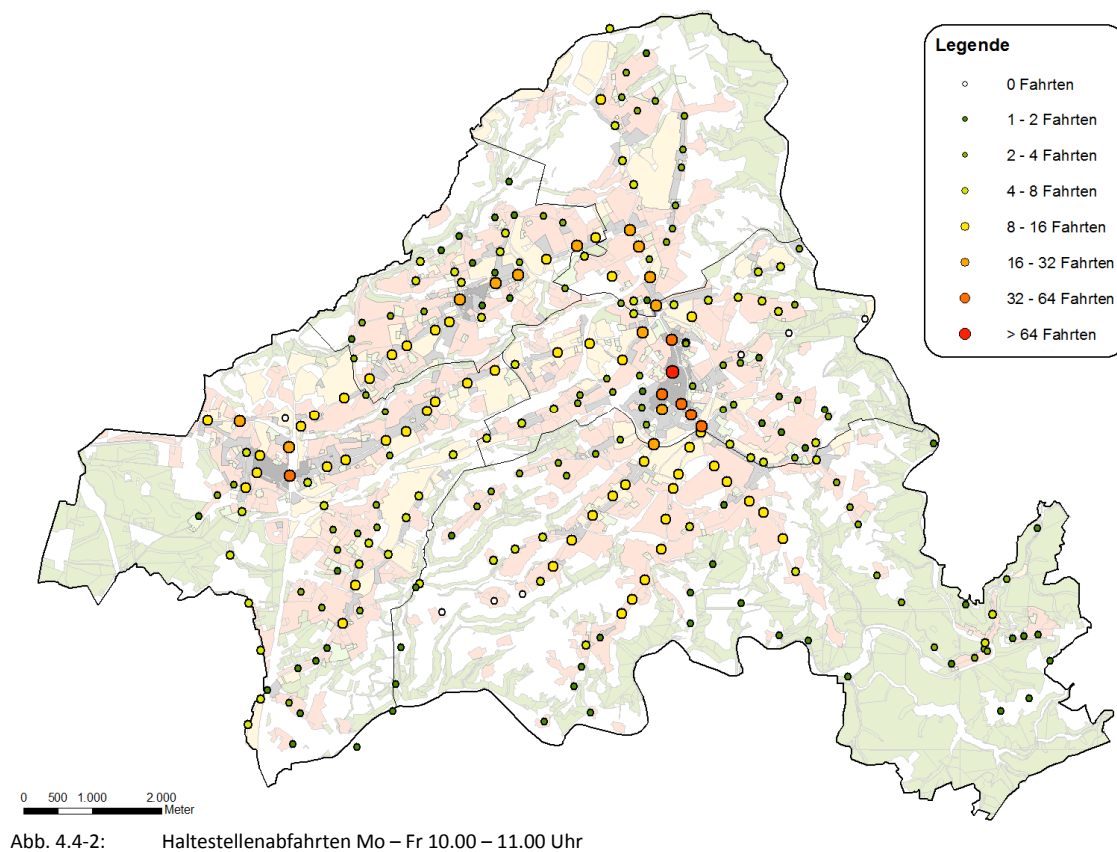 Legende
0 Fahrten
1 - 2 Fahrten
2 - 4 Fahrten
4 - 8 Fahrten
8 - 16 Fahrten
16 - 32 Fahrten
32 - 64 Fahrten
> 64 Fahrten
0 500 1.000 2.000
Meter
Abb. 4.4-2: Haltestellenabfahrten Mo – Fr 10.00 – 11.00 Uhr